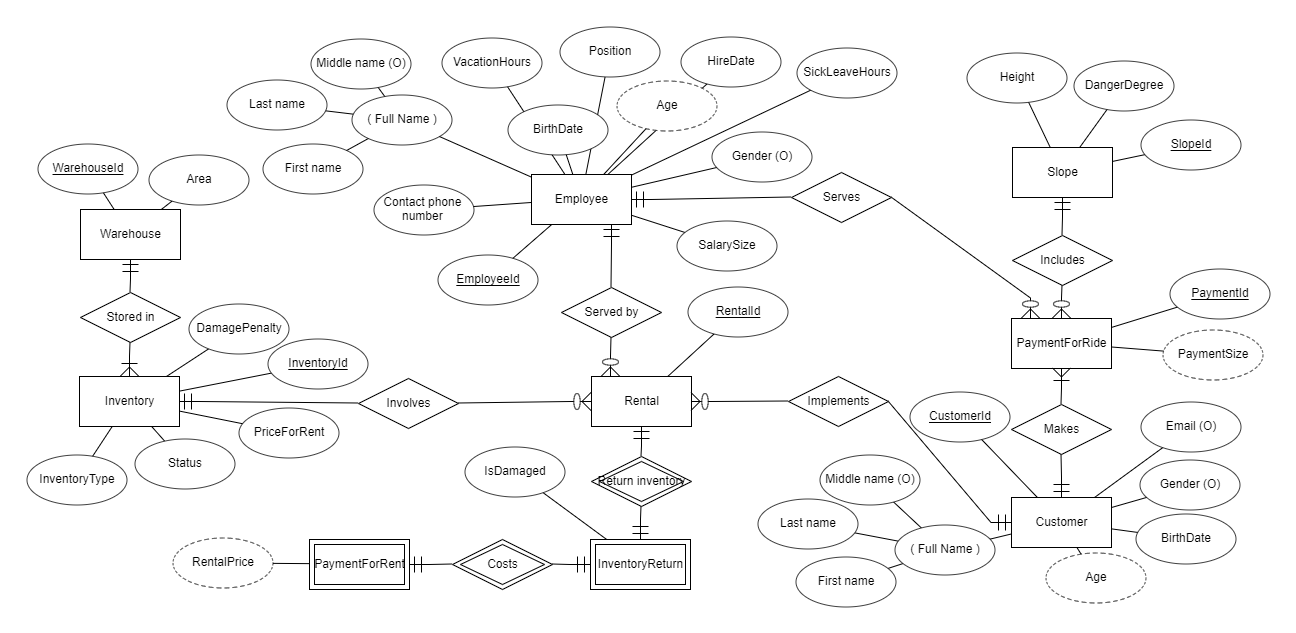 Position
Middle name (O)
VacationHours
HireDate
SickLeaveHours
Height
DangerDegree
Last name
( Full Name )
Age
BirthDate
SlopeId
Gender (O)
WarehouseId
Area
First name
Slope
Employee
Serves
Contact phone
number
Warehouse
SalarySize
Includes
EmployeeId
PaymentId
Stored in
DamagePenalty
Served by
RentalId
PaymentForRide
PaymentSize
InventoryId
Inventory
Involves
Rental
Implements
CustomerId
Makes
Email (O)
PriceForRent
Status
InventoryType
IsDamaged
Return inventory
Middle name (O)
Gender (O)
Last name
Customer
BirthDate
( Full Name )
RentalPrice
PaymentForRent
Costs
InventoryReturn
First name
Age